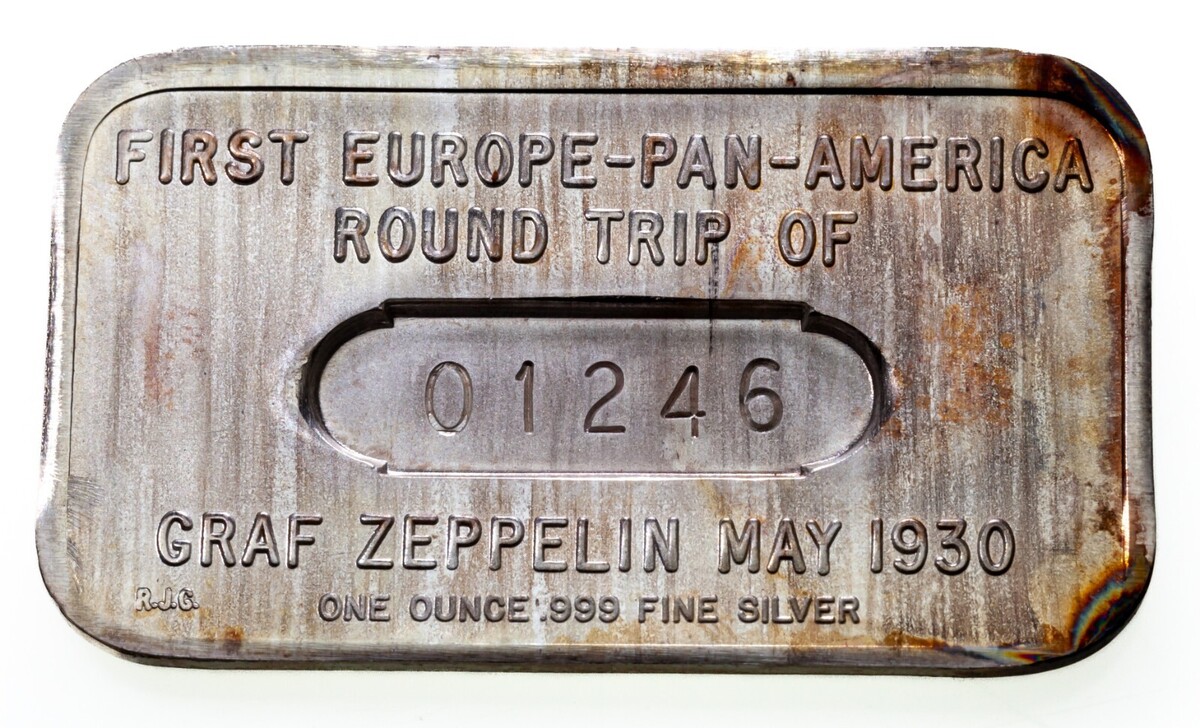 FIRST EUROPE-PAN-AMERICA
ROUND TRIP OF
01246
GRAF ZEPPELIN MAY 1930
R.J.G.
ONE OUNCE .999 FINE SILVER